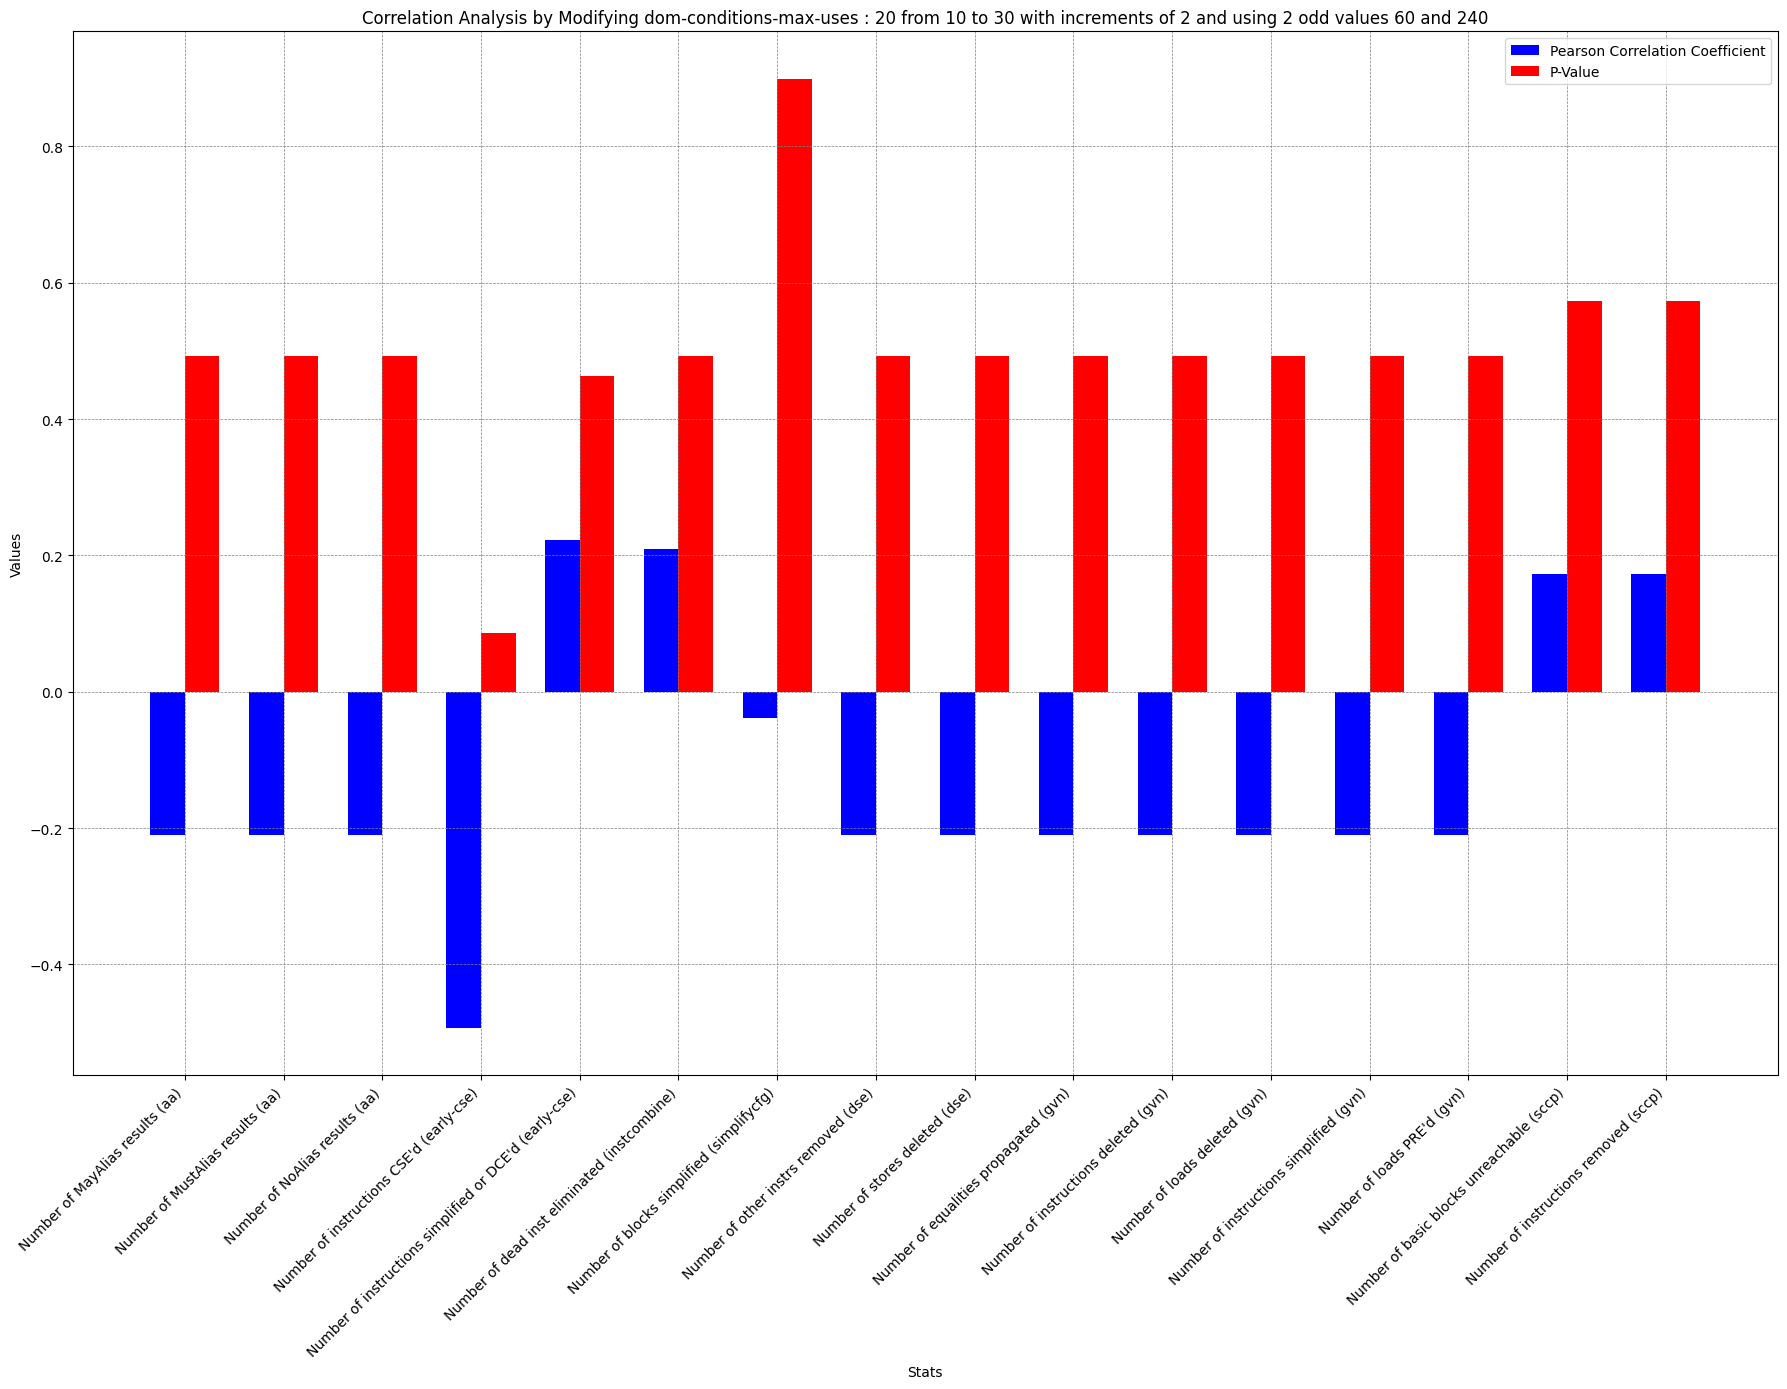 Correlation Analysis by Modifying dom-conditions-max-uses : 20 from 10 to 30 with increments of 2 and using 2 odd values 60 and 240
Pearson Correlation Coefficient
P-Value
Values
0.8
0.6
0.4
0.2
0.0
−0.2
−0.4
Number of MayAlias results (aa)
Number of MustAlias results (aa)
Number of NoAlias results (aa)
Number of instructions CSE'd (early-cse)
Number of instructions simplified or DCE'd (early-cse)
Number of dead inst eliminated (instcombine)
Number of blocks simplified (simplifycfg)
Number of other instrs removed (dse)
Number of stores deleted (dse)
Number of equalities propagated (gvn)
Number of instructions deleted (gvn)
Number of loads deleted (gvn)
Number of instructions simplified (gvn)
Number of loads PRE'd (gvn)
Number of basic blocks unreachable (sccp)
Number of instructions removed (sccp)
Stats